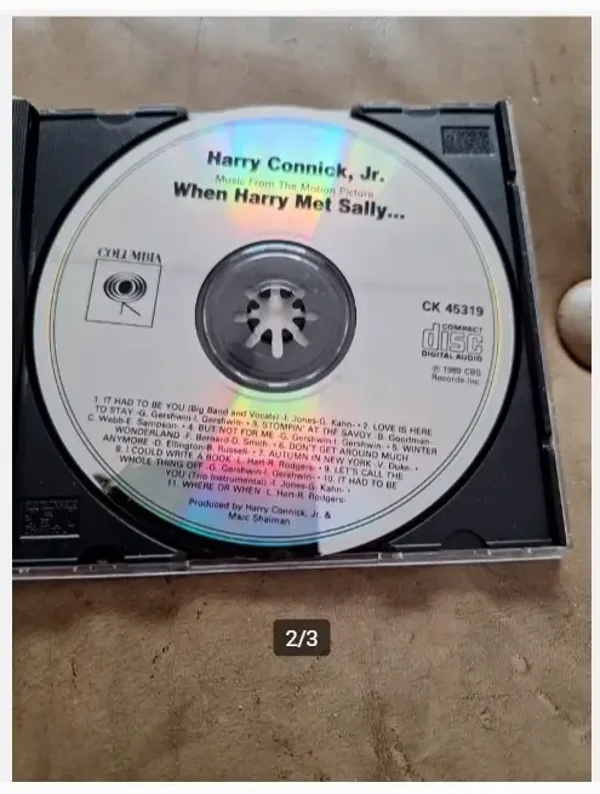 Harry Connick, Jr.
Music From The Motion Picture
When Harry Met Sally...
COLUMBIA
CK 45319
COMPACT
disc
DIGITAL AUDIO
℗ 1989 CBS
Records Inc.
1. IT HAD TO BE YOU (Big Band and Vocals) -I. Jones-G. Kahn- • 2. LOVE IS HERE
TO STAY -G. Gershwin-I. Gershwin- • 3. STOMPIN' AT THE SAVOY -B. Goodman-
C. Webb-E. Sampson- • 4. BUT NOT FOR ME -G. Gershwin-I. Gershwin- • 5. WINTER
WONDERLAND -F. Bernard-D. Smith- • 6. DON'T GET AROUND MUCH
ANYMORE -D. Ellington-B. Russell- • 7. AUTUMN IN NEW YORK -V. Duke- •
8. I COULD WRITE A BOOK -L. Hart-R. Rodgers- • 9. LET'S CALL THE
WHOLE THING OFF -G. Gershwin-I. Gershwin- • 10. IT HAD TO BE
YOU (Trio Instrumental) -I. Jones-G. Kahn- •
11. WHERE OR WHEN -L. Hart-R. Rodgers-
Produced by Harry Connick, Jr. &
Marc Shaiman
2/3